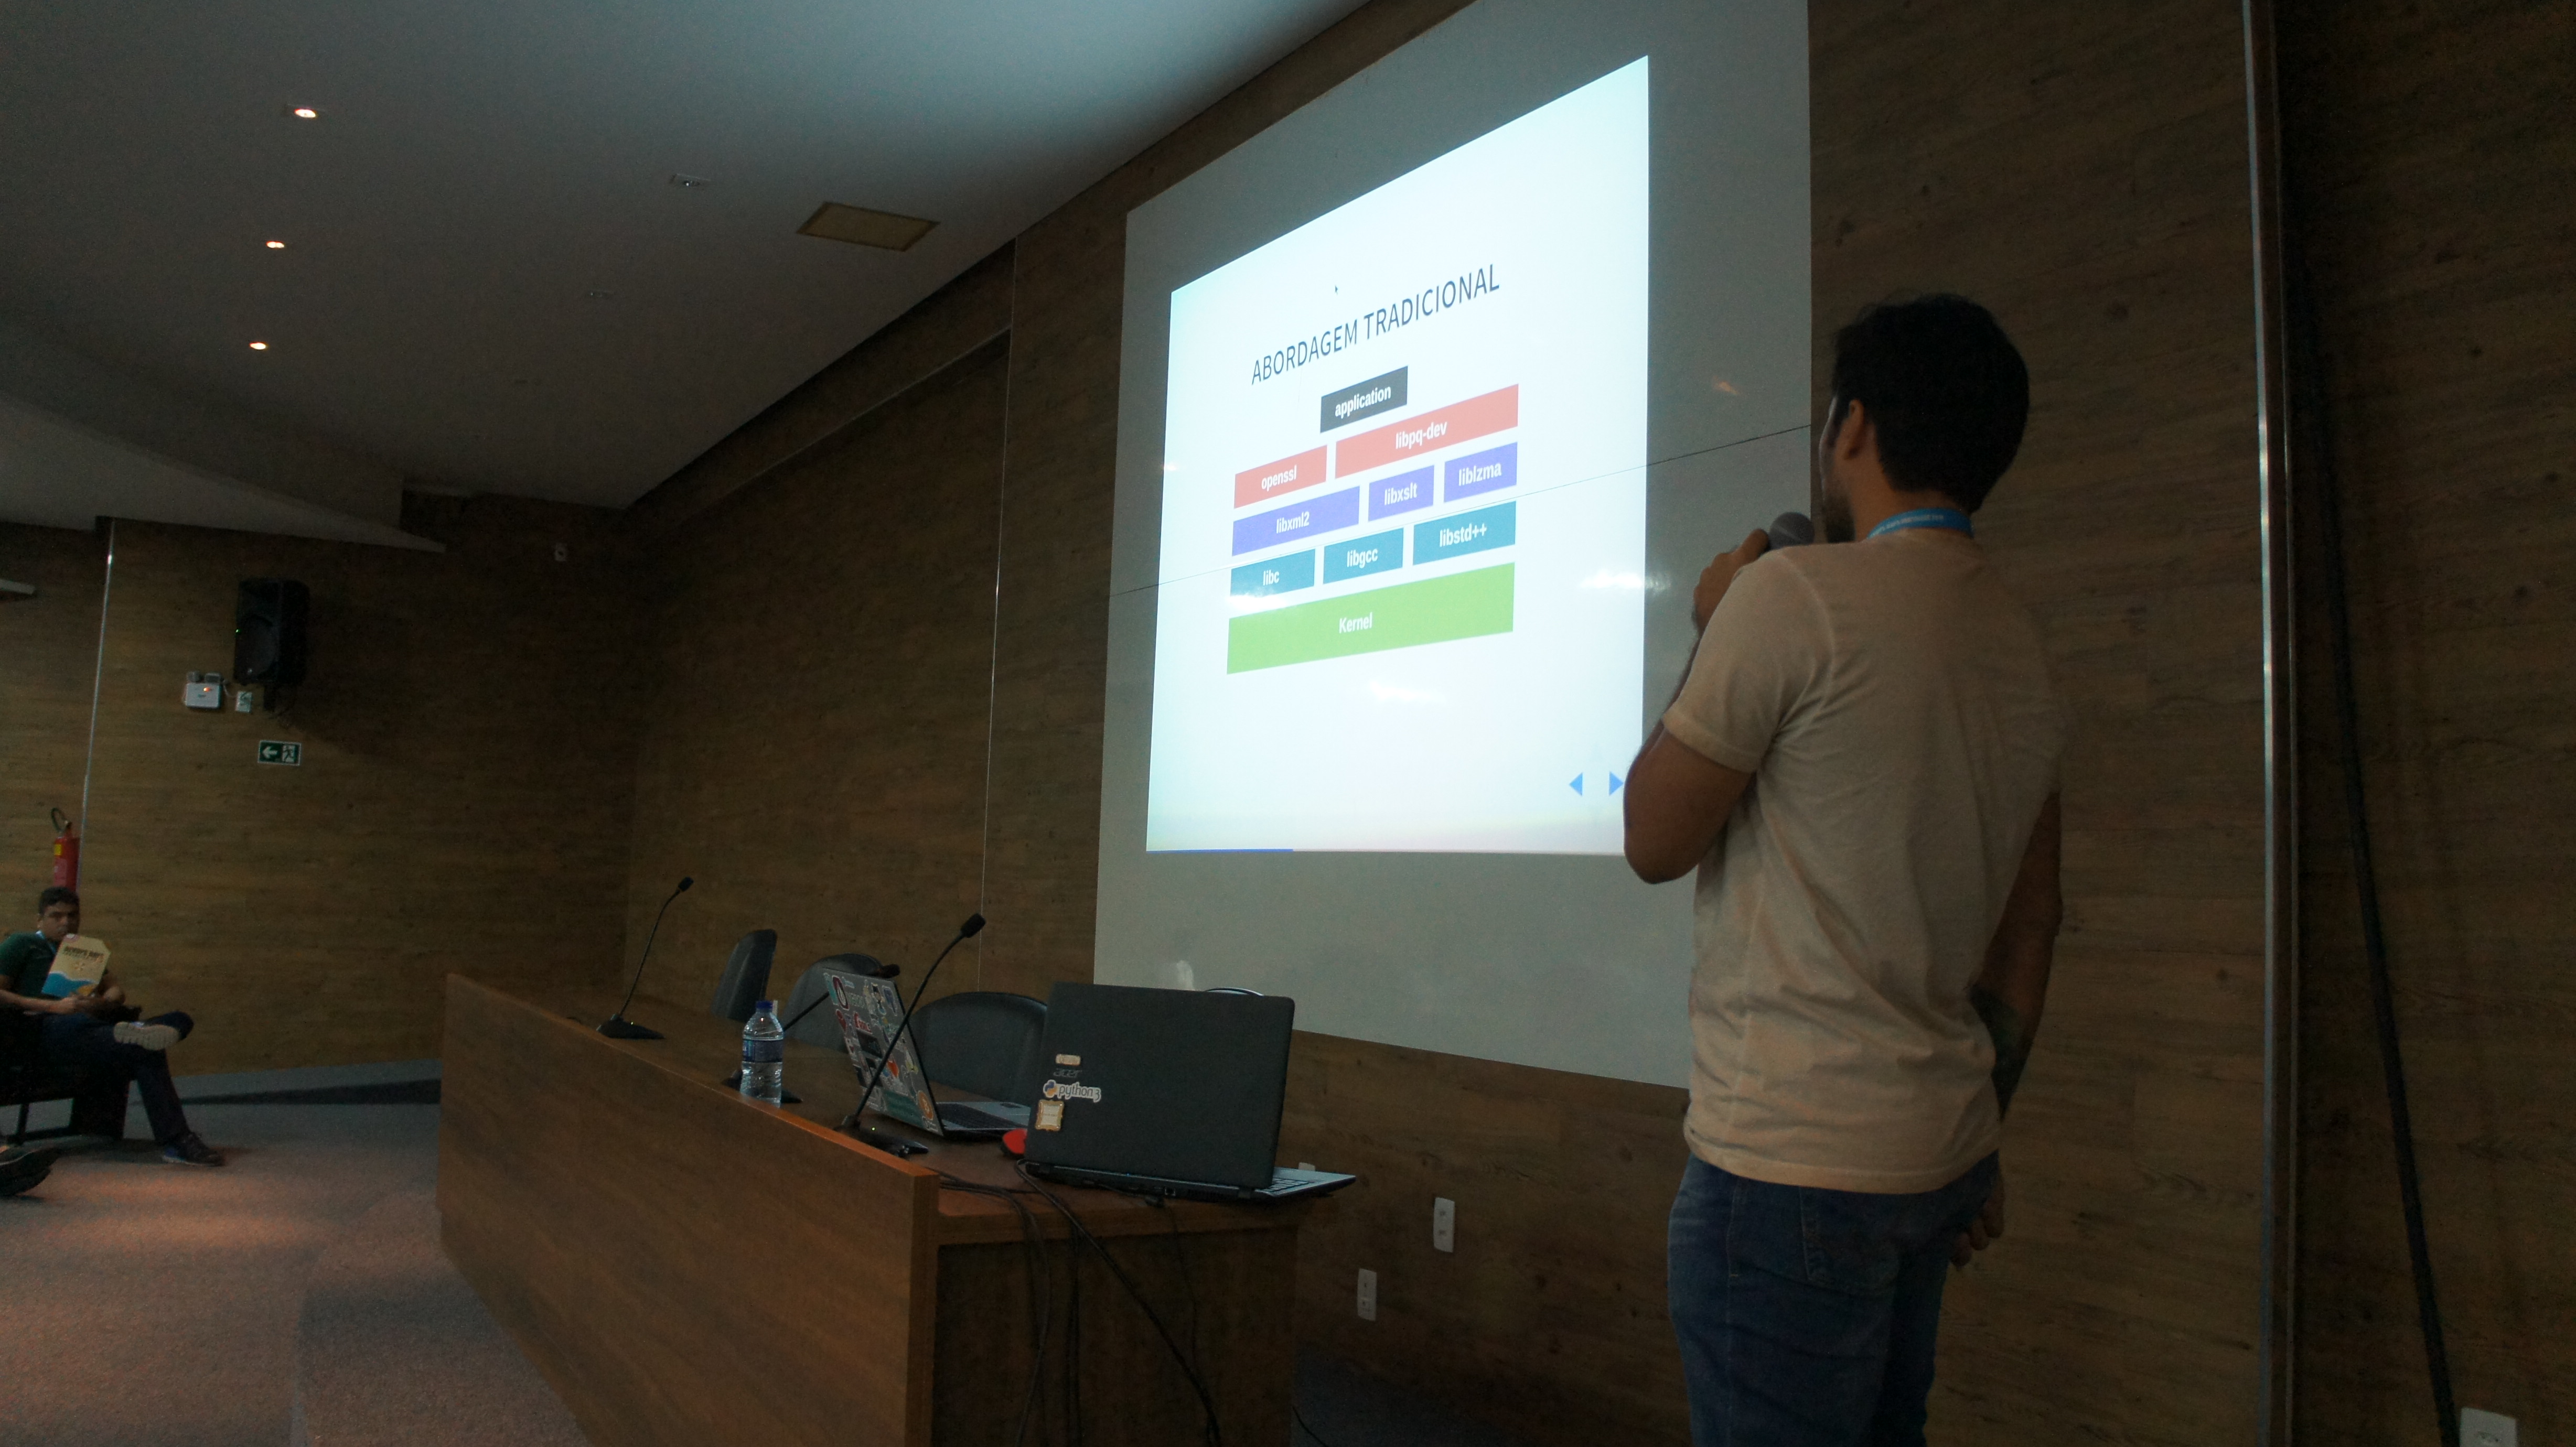 ABORDAGEM TRADICIONAL
application
openssl libpq-dev
libxml2 libxslt liblzma
libc libgcc libstd++
Kernel
acer
python3